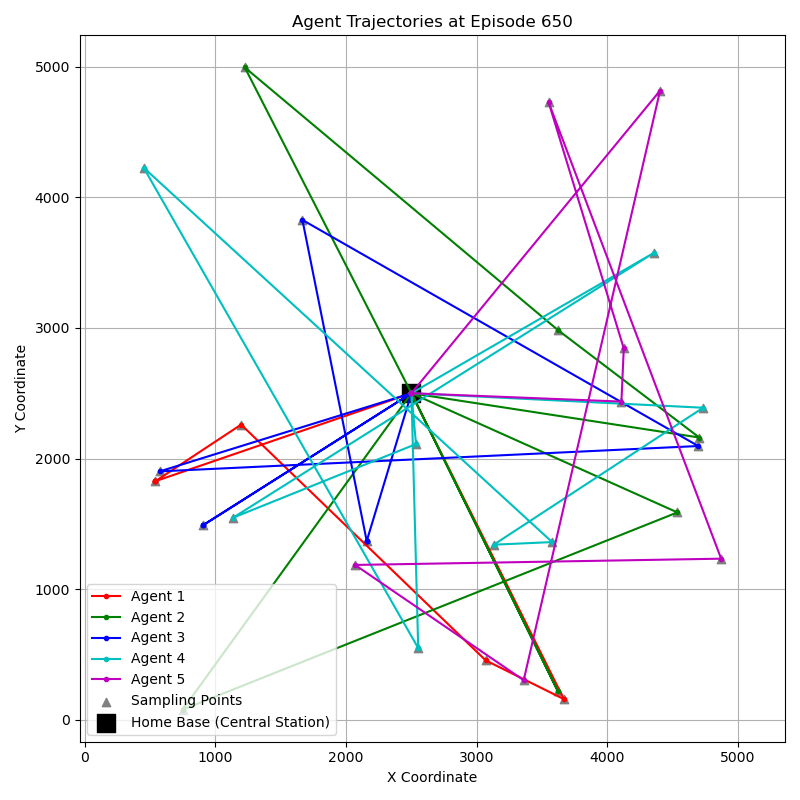 Agent Trajectories at Episode 650
Y Coordinate
5000
4000
3000
2000
1000
0
Agent 1
Agent 2
Agent 3
Agent 4
Agent 5
Sampling Points
Home Base (Central Station)
0 1000 2000 3000 4000 5000
X Coordinate